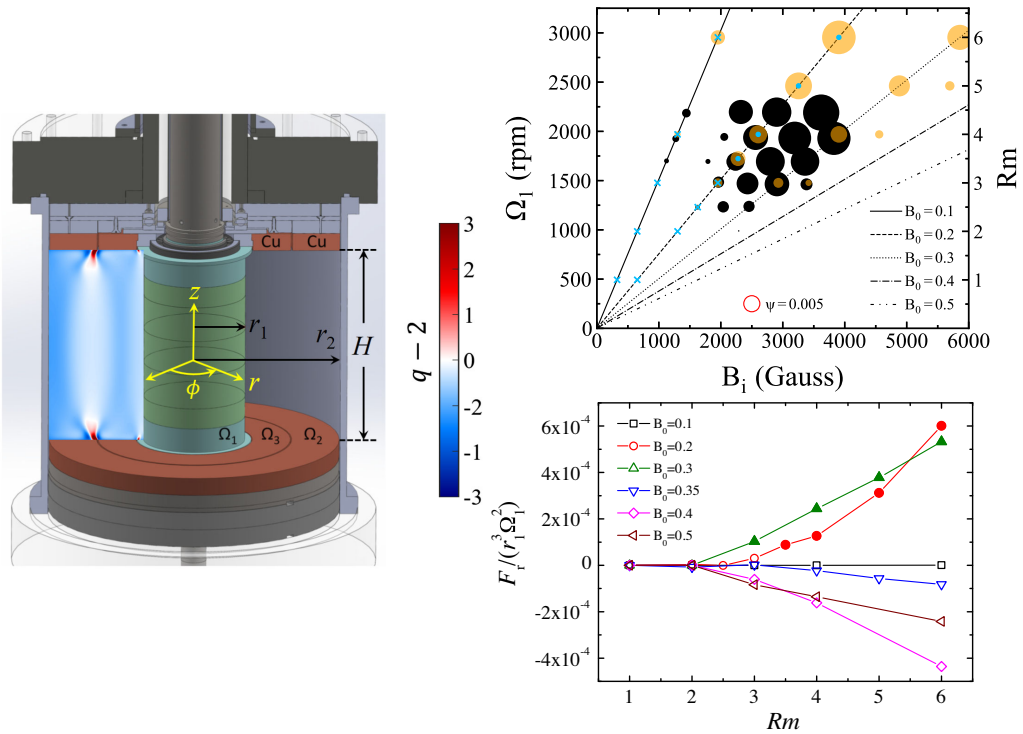 Cu Cu
z
r₁
r₂
H
r
ϕ
Ω₁ Ω₃ Ω₂
q − 2
3
2
1
0
-1
-2
-3
Ω₁ (rpm)
3000
2500
2000
1500
1000
500
0
0 1000 2000 3000 4000 5000 6000
B_i (Gauss)
Rm
6
5
4
3
2
1
B₀ = 0.1
B₀ = 0.2
B₀ = 0.3
B₀ = 0.4
B₀ = 0.5
ψ = 0.005
F_r/(r₁³Ω₁²)
6x10⁻⁴
4x10⁻⁴
2x10⁻⁴
0
-2x10⁻⁴
-4x10⁻⁴
B₀=0.1
B₀=0.2
B₀=0.3
B₀=0.35
B₀=0.4
B₀=0.5
1 2 3 4 5 6
Rm